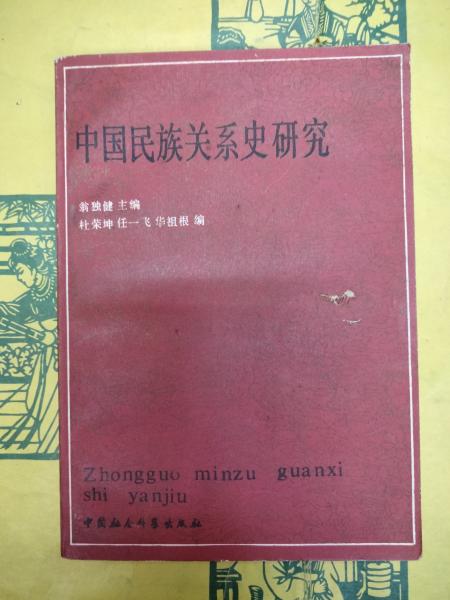 中国民族关系史研究
翁独健 主编
杜荣坤 任一飞 华祖根 编
Zhongguo minzu guanxi
shi yanjiu
中国社会科学出版社